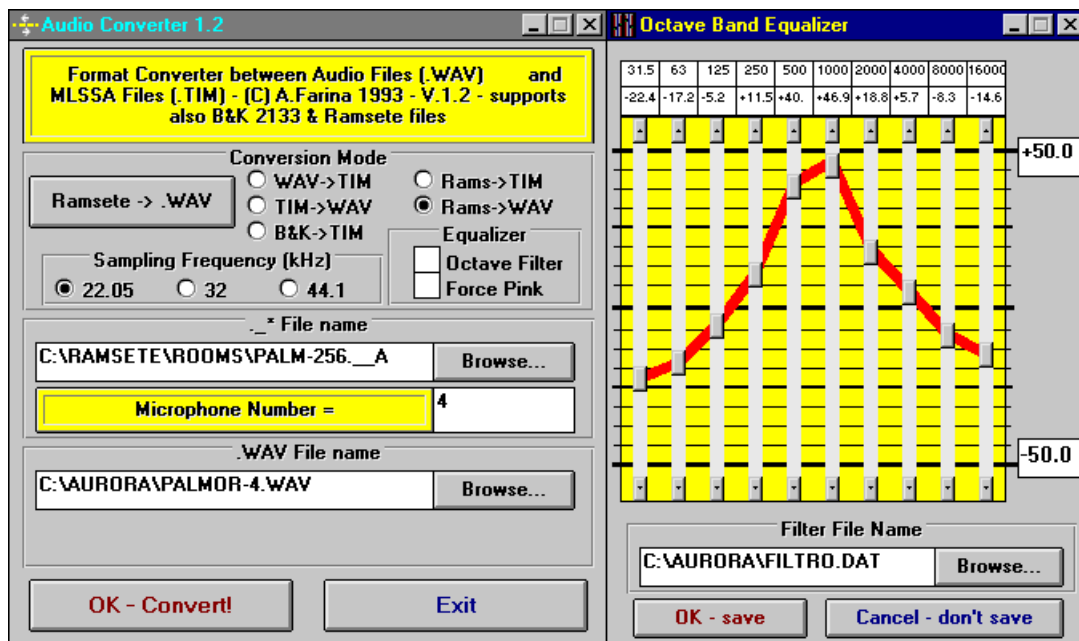 Audio Converter 1.2
Format Converter between Audio Files (.WAV) and
MLSSA Files (.TIM) - (C) A.Farina 1993 - V.1.2 - supports
also B&K 2133 & Ramsete files
Conversion Mode
Ramsete -> .WAV
WAV->TIM
TIM->WAV
B&K->TIM
Rams->TIM
Rams->WAV
Equalizer
Octave Filter
Force Pink
Sampling Frequency (kHz)
22.05 32 44.1
._* File name
C:\RAMSETE\ROOMS\PALM-256.__A
Browse...
Microphone Number =
4
.WAV File name
C:\AURORA\PALMOR-4.WAV
Browse...
OK - Convert!
Exit
Octave Band Equalizer
31.5 63 125 250 500 1000 2000 4000 8000 16000
-22.4 -17.2 -5.2 +11.5 +40. +46.9 +18.8 +5.7 -8.3 -14.6
+50.0
-50.0
Filter File Name
C:\AURORA\FILTRO.DAT
Browse...
OK - save
Cancel - don't save